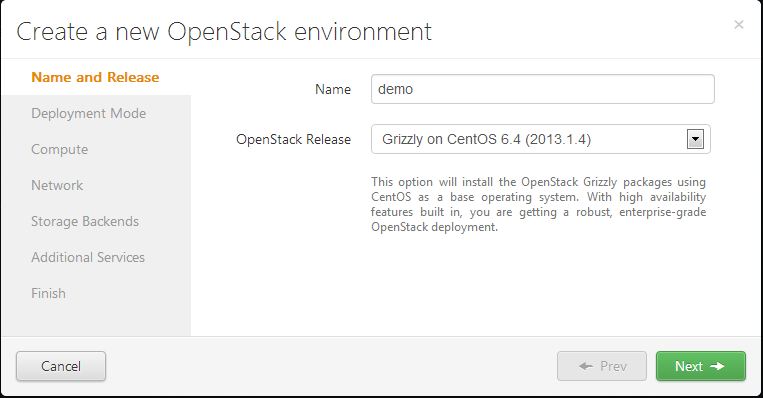 Create a new OpenStack environment
×
Name and Release
Deployment Mode
Compute
Network
Storage Backends
Additional Services
Finish
Name
demo
OpenStack Release
Grizzly on CentOS 6.4 (2013.1.4)
This option will install the OpenStack Grizzly packages using
CentOS as a base operating system. With high availability
features built in, you are getting a robust, enterprise-grade
OpenStack deployment.
Cancel
Prev
Next